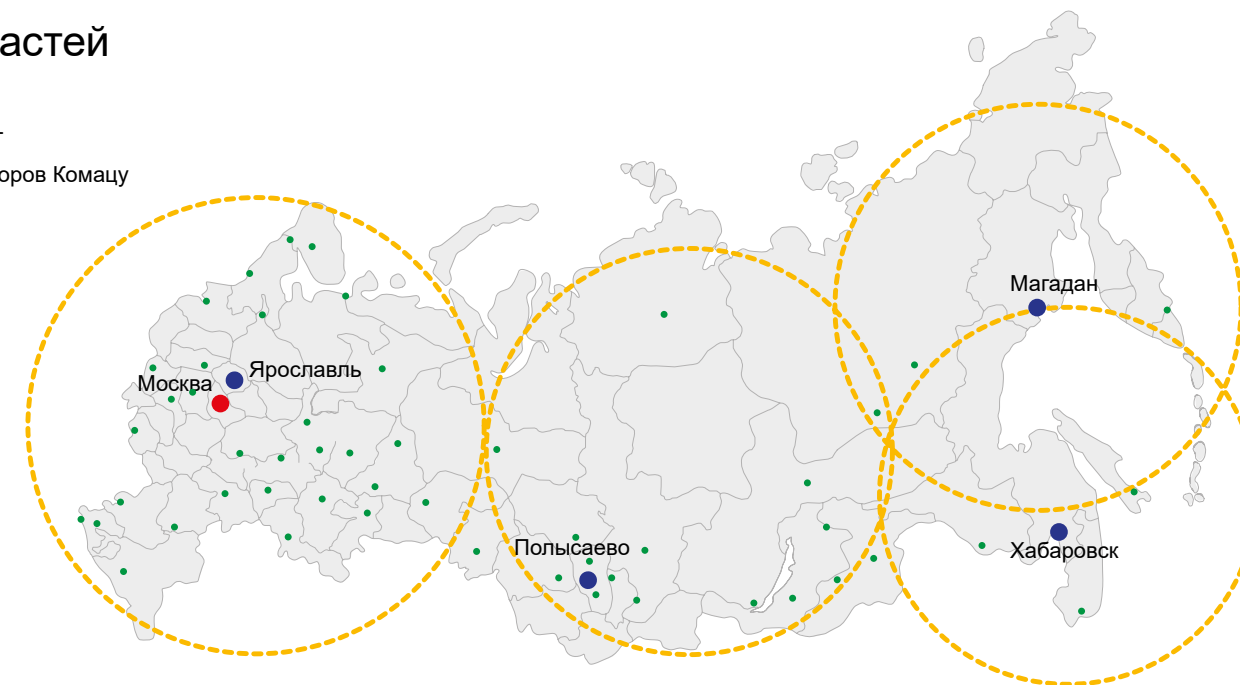 астей
оров Комацу
Магадан
Ярославль
Москва
Полысаево
Хабаровск